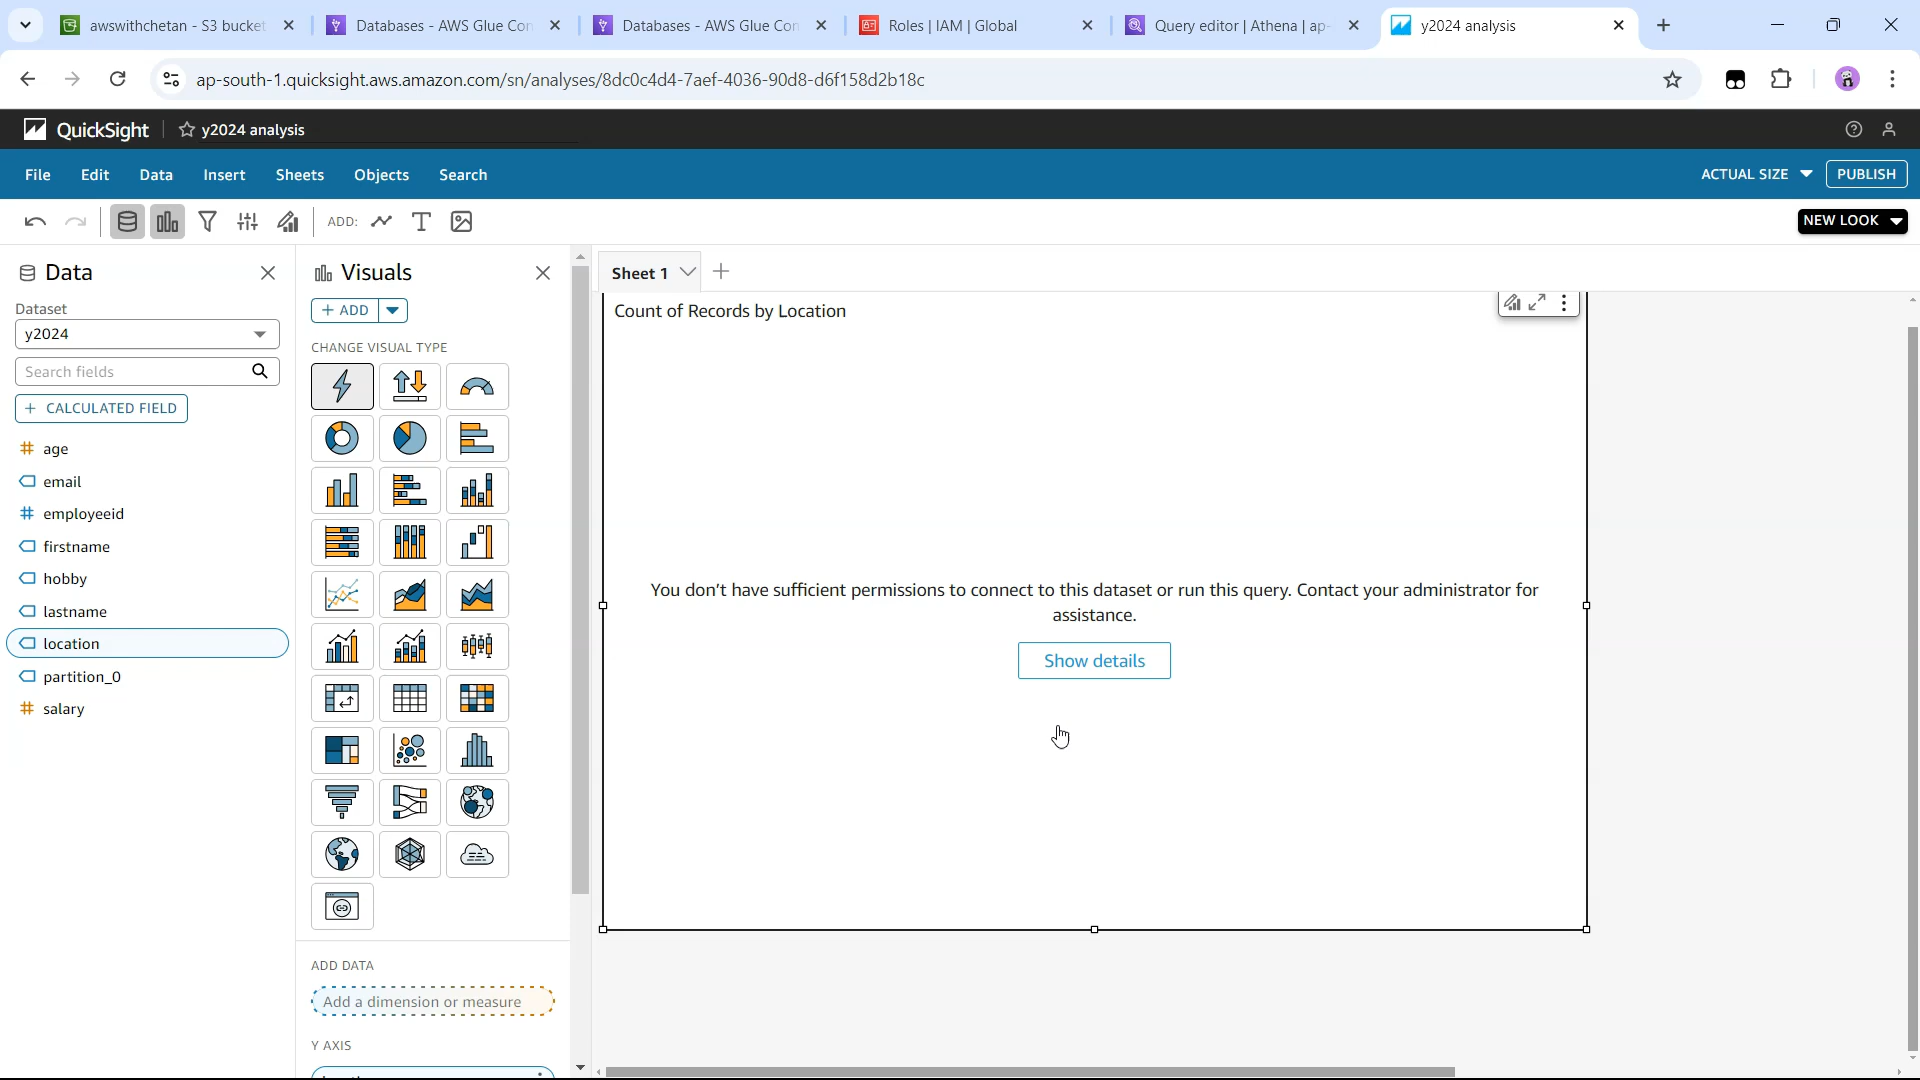 awswithchetan - S3 bucket
Databases - AWS Glue Con
Databases - AWS Glue Con
Roles | IAM | Global
Query editor | Athena | ap-
y2024 analysis
ap-south-1.quicksight.aws.amazon.com/sn/analyses/8dc0c4d4-7aef-4036-90d8-d6f158d2b18c
QuickSight
y2024 analysis
File
Edit
Data
Insert
Sheets
Objects
Search
ACTUAL SIZE
PUBLISH
ADD:
NEW LOOK
Data
Visuals
Sheet 1
Dataset
y2024
Search fields
+ CALCULATED FIELD
age
email
employeeid
firstname
hobby
lastname
location
partition_0
salary
+ ADD
CHANGE VISUAL TYPE
ADD DATA
Add a dimension or measure
Y AXIS
Count of Records by Location
You don't have sufficient permissions to connect to this dataset or run this query. Contact your administrator for
assistance.
Show details